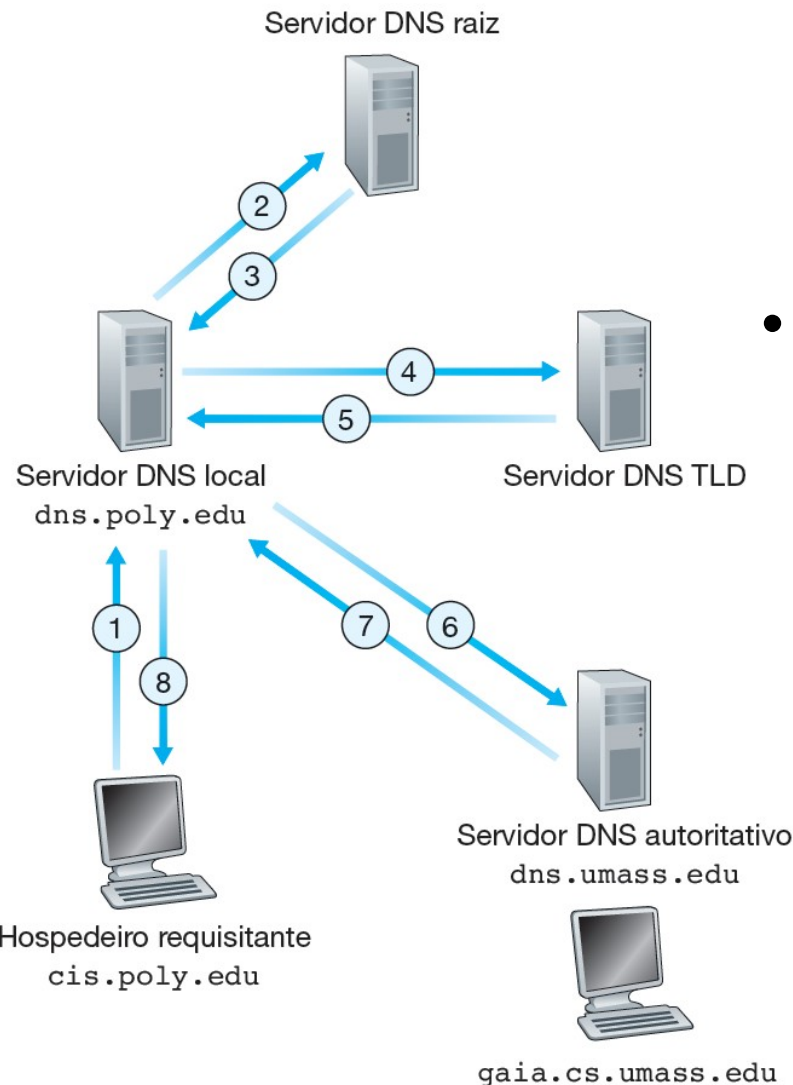 Servidor DNS raiz
2
3
4
5
Servidor DNS local
dns.poly.edu
Servidor DNS TLD
1
8
7
6
Servidor DNS autoritativo
dns.umass.edu
Hospedeiro requisitante
cis.poly.edu
gaia.cs.umass.edu